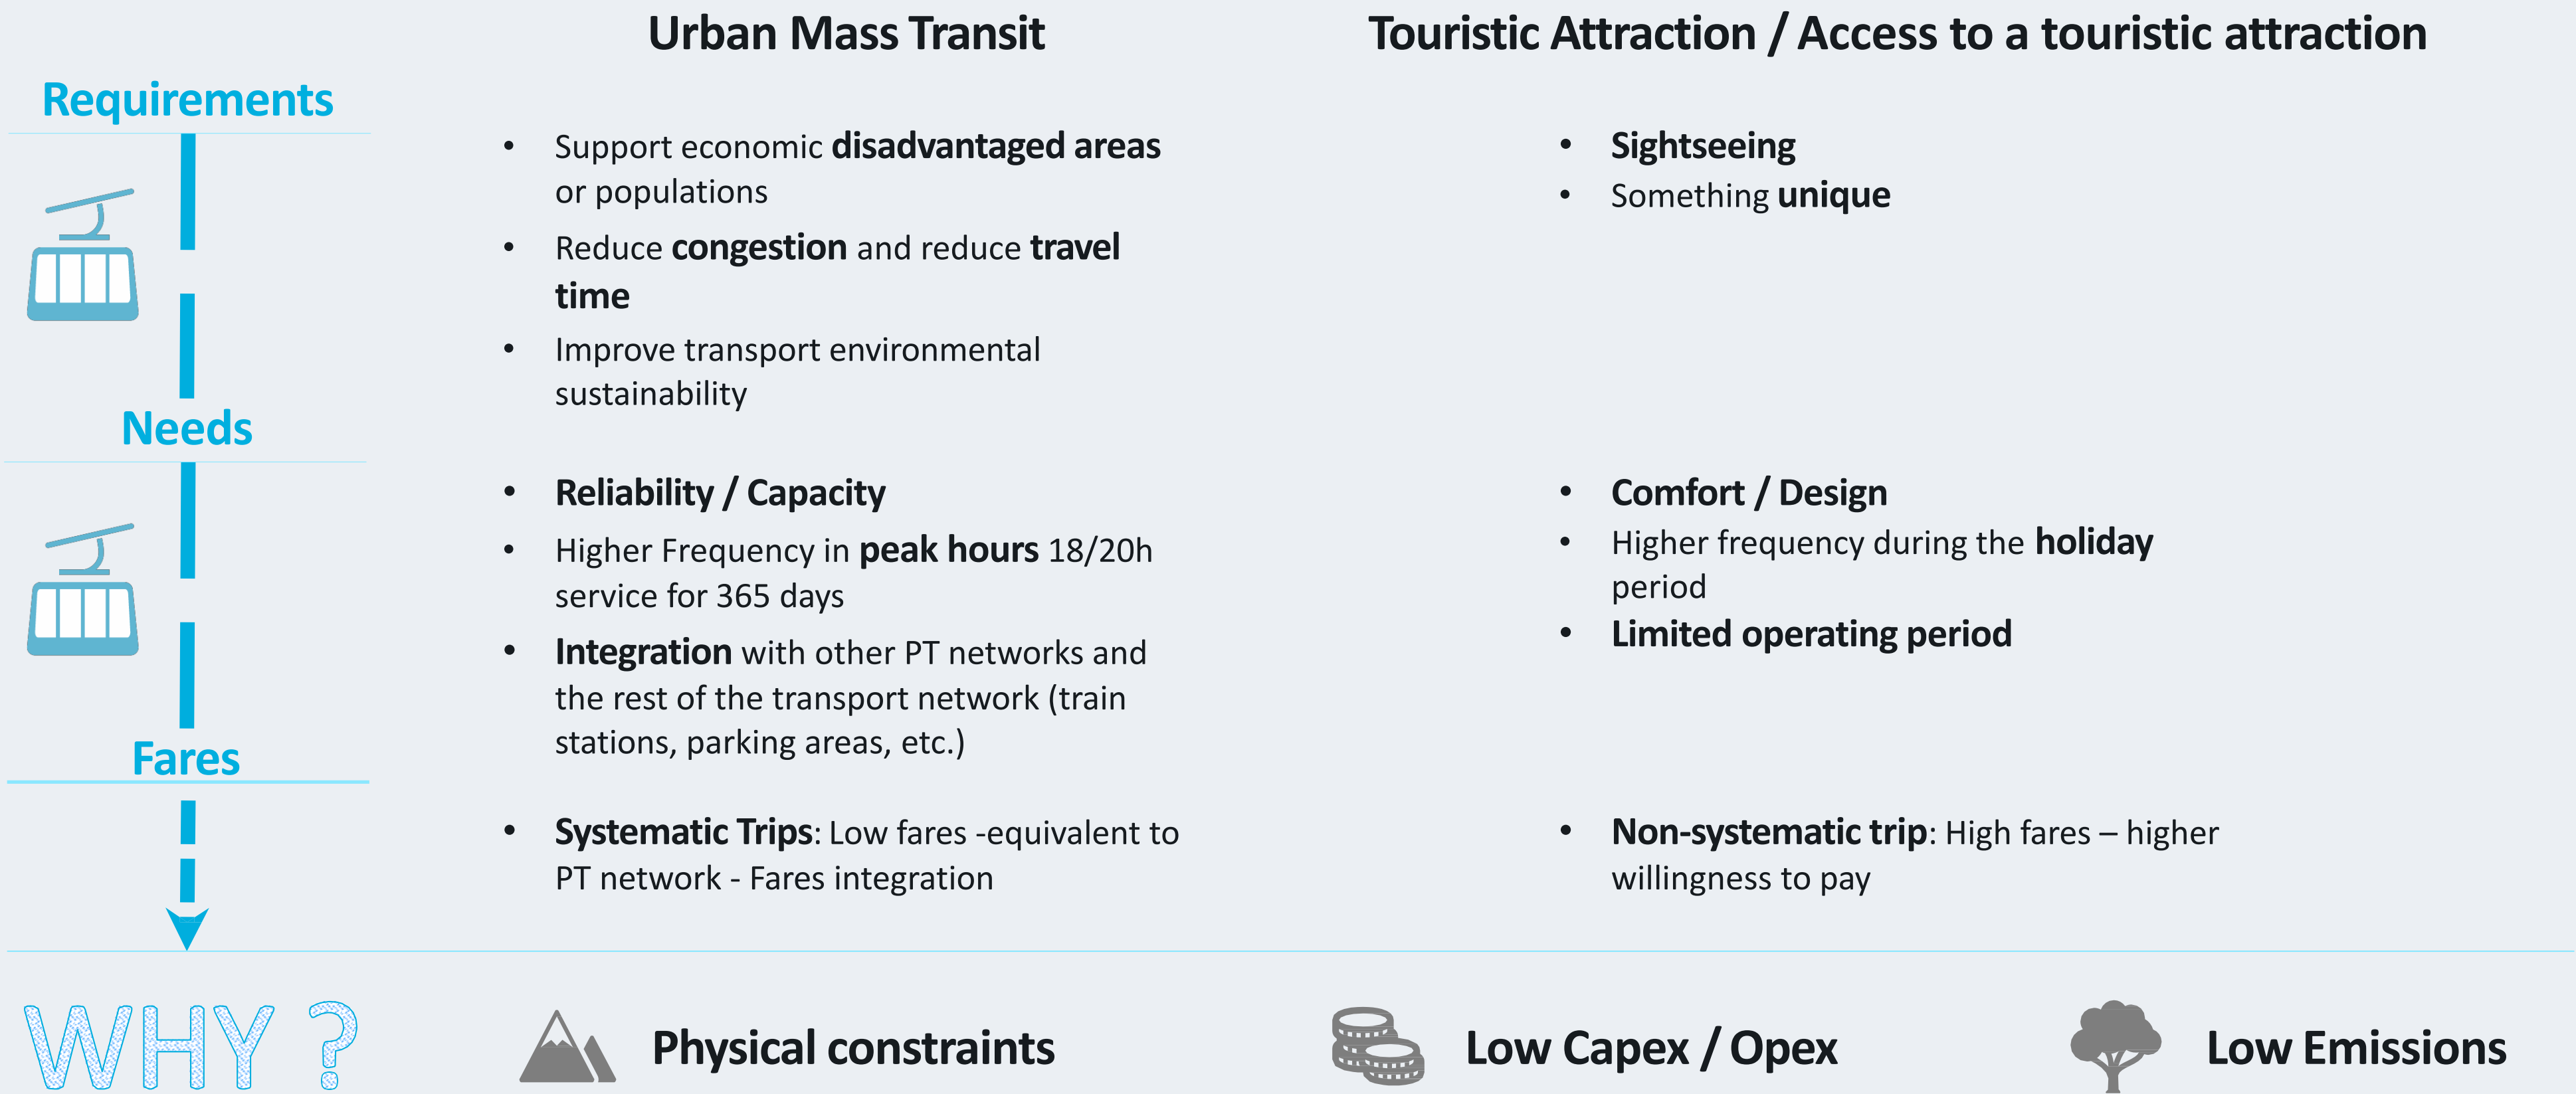 Urban Mass Transit
Touristic Attraction / Access to a touristic attraction
Requirements
• Support economic disadvantaged areas
or populations
• Reduce congestion and reduce travel
time
• Improve transport environmental
sustainability
• Sightseeing
• Something unique
Needs
• Reliability / Capacity
• Higher Frequency in peak hours 18/20h
service for 365 days
• Integration with other PT networks and
the rest of the transport network (train
stations, parking areas, etc.)
• Comfort / Design
• Higher frequency during the holiday
period
• Limited operating period
Fares
• Systematic Trips: Low fares -equivalent to
PT network - Fares integration
• Non-systematic trip: High fares – higher
willingness to pay
WHY ?
Physical constraints
Low Capex / Opex
Low Emissions